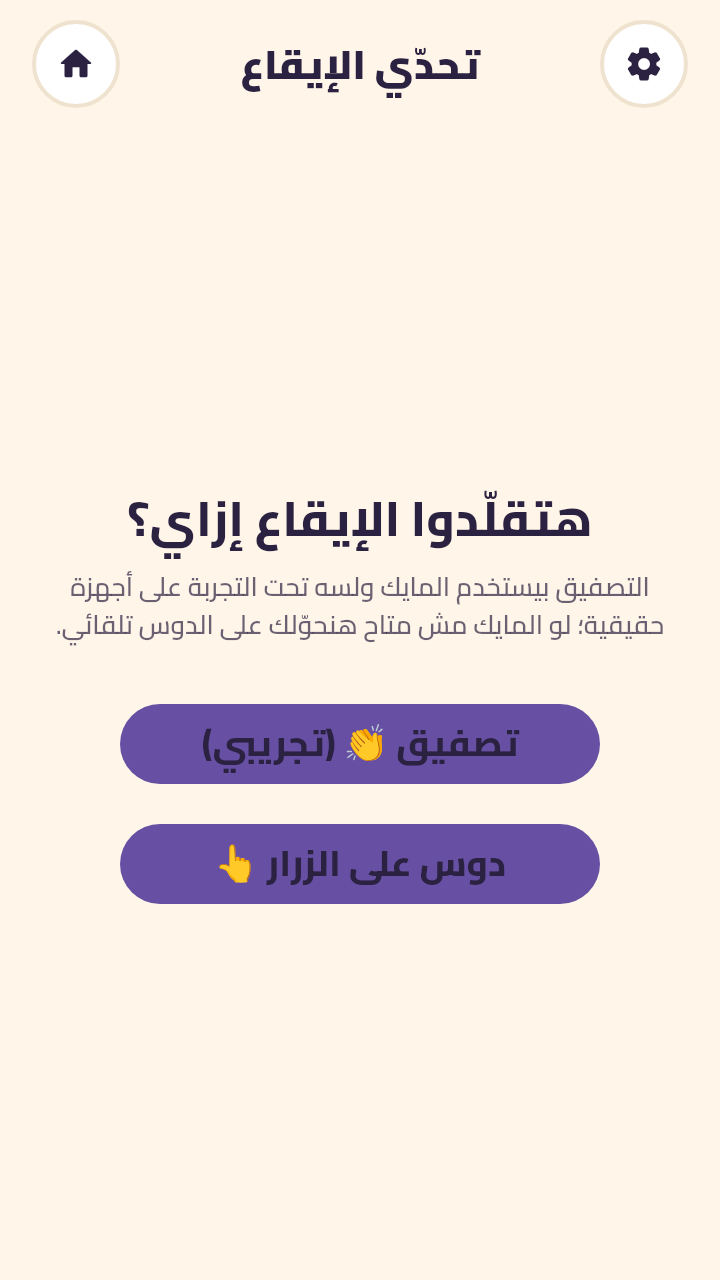 تحدّي الإيقاع
هتقلّدوا الإيقاع إزاي؟
التصفيق بيستخدم المايك ولسه تحت التجربة على أجهزة
حقيقية؛ لو المايك مش متاح هنحوّلك على الدوس تلقائي.
تصفيق 👏 (تجريبي)
دوس على الزرار 👆